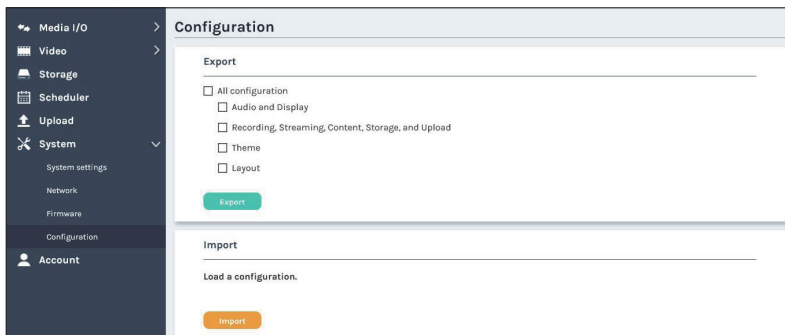 Media I/O
Video
Storage
Scheduler
Upload
System
System settings
Network
Firmware
Configuration
Account
Configuration
Export
All configuration
Audio and Display
Recording, Streaming, Content, Storage, and Upload
Theme
Layout
Export
Import
Load a configuration.
Import